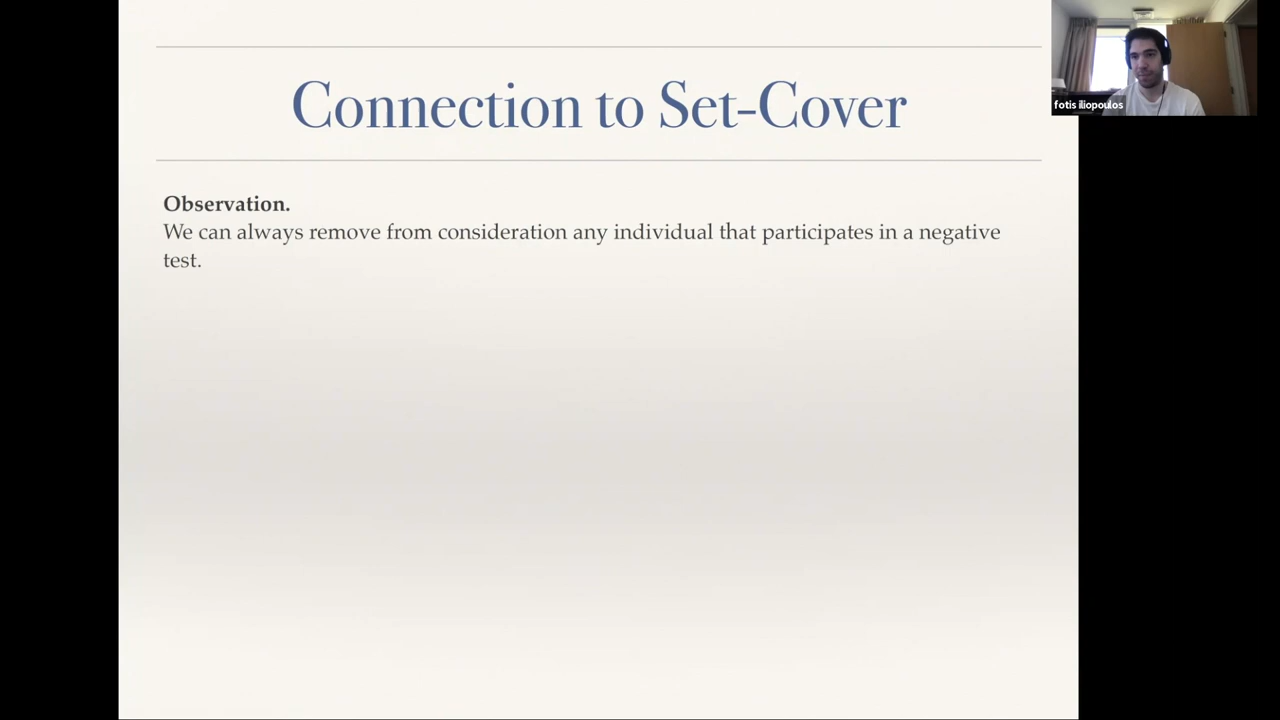 Connection to Set-Cover
fotis iliopoulos
Observation.
We can always remove from consideration any individual that participates in a negative
test.